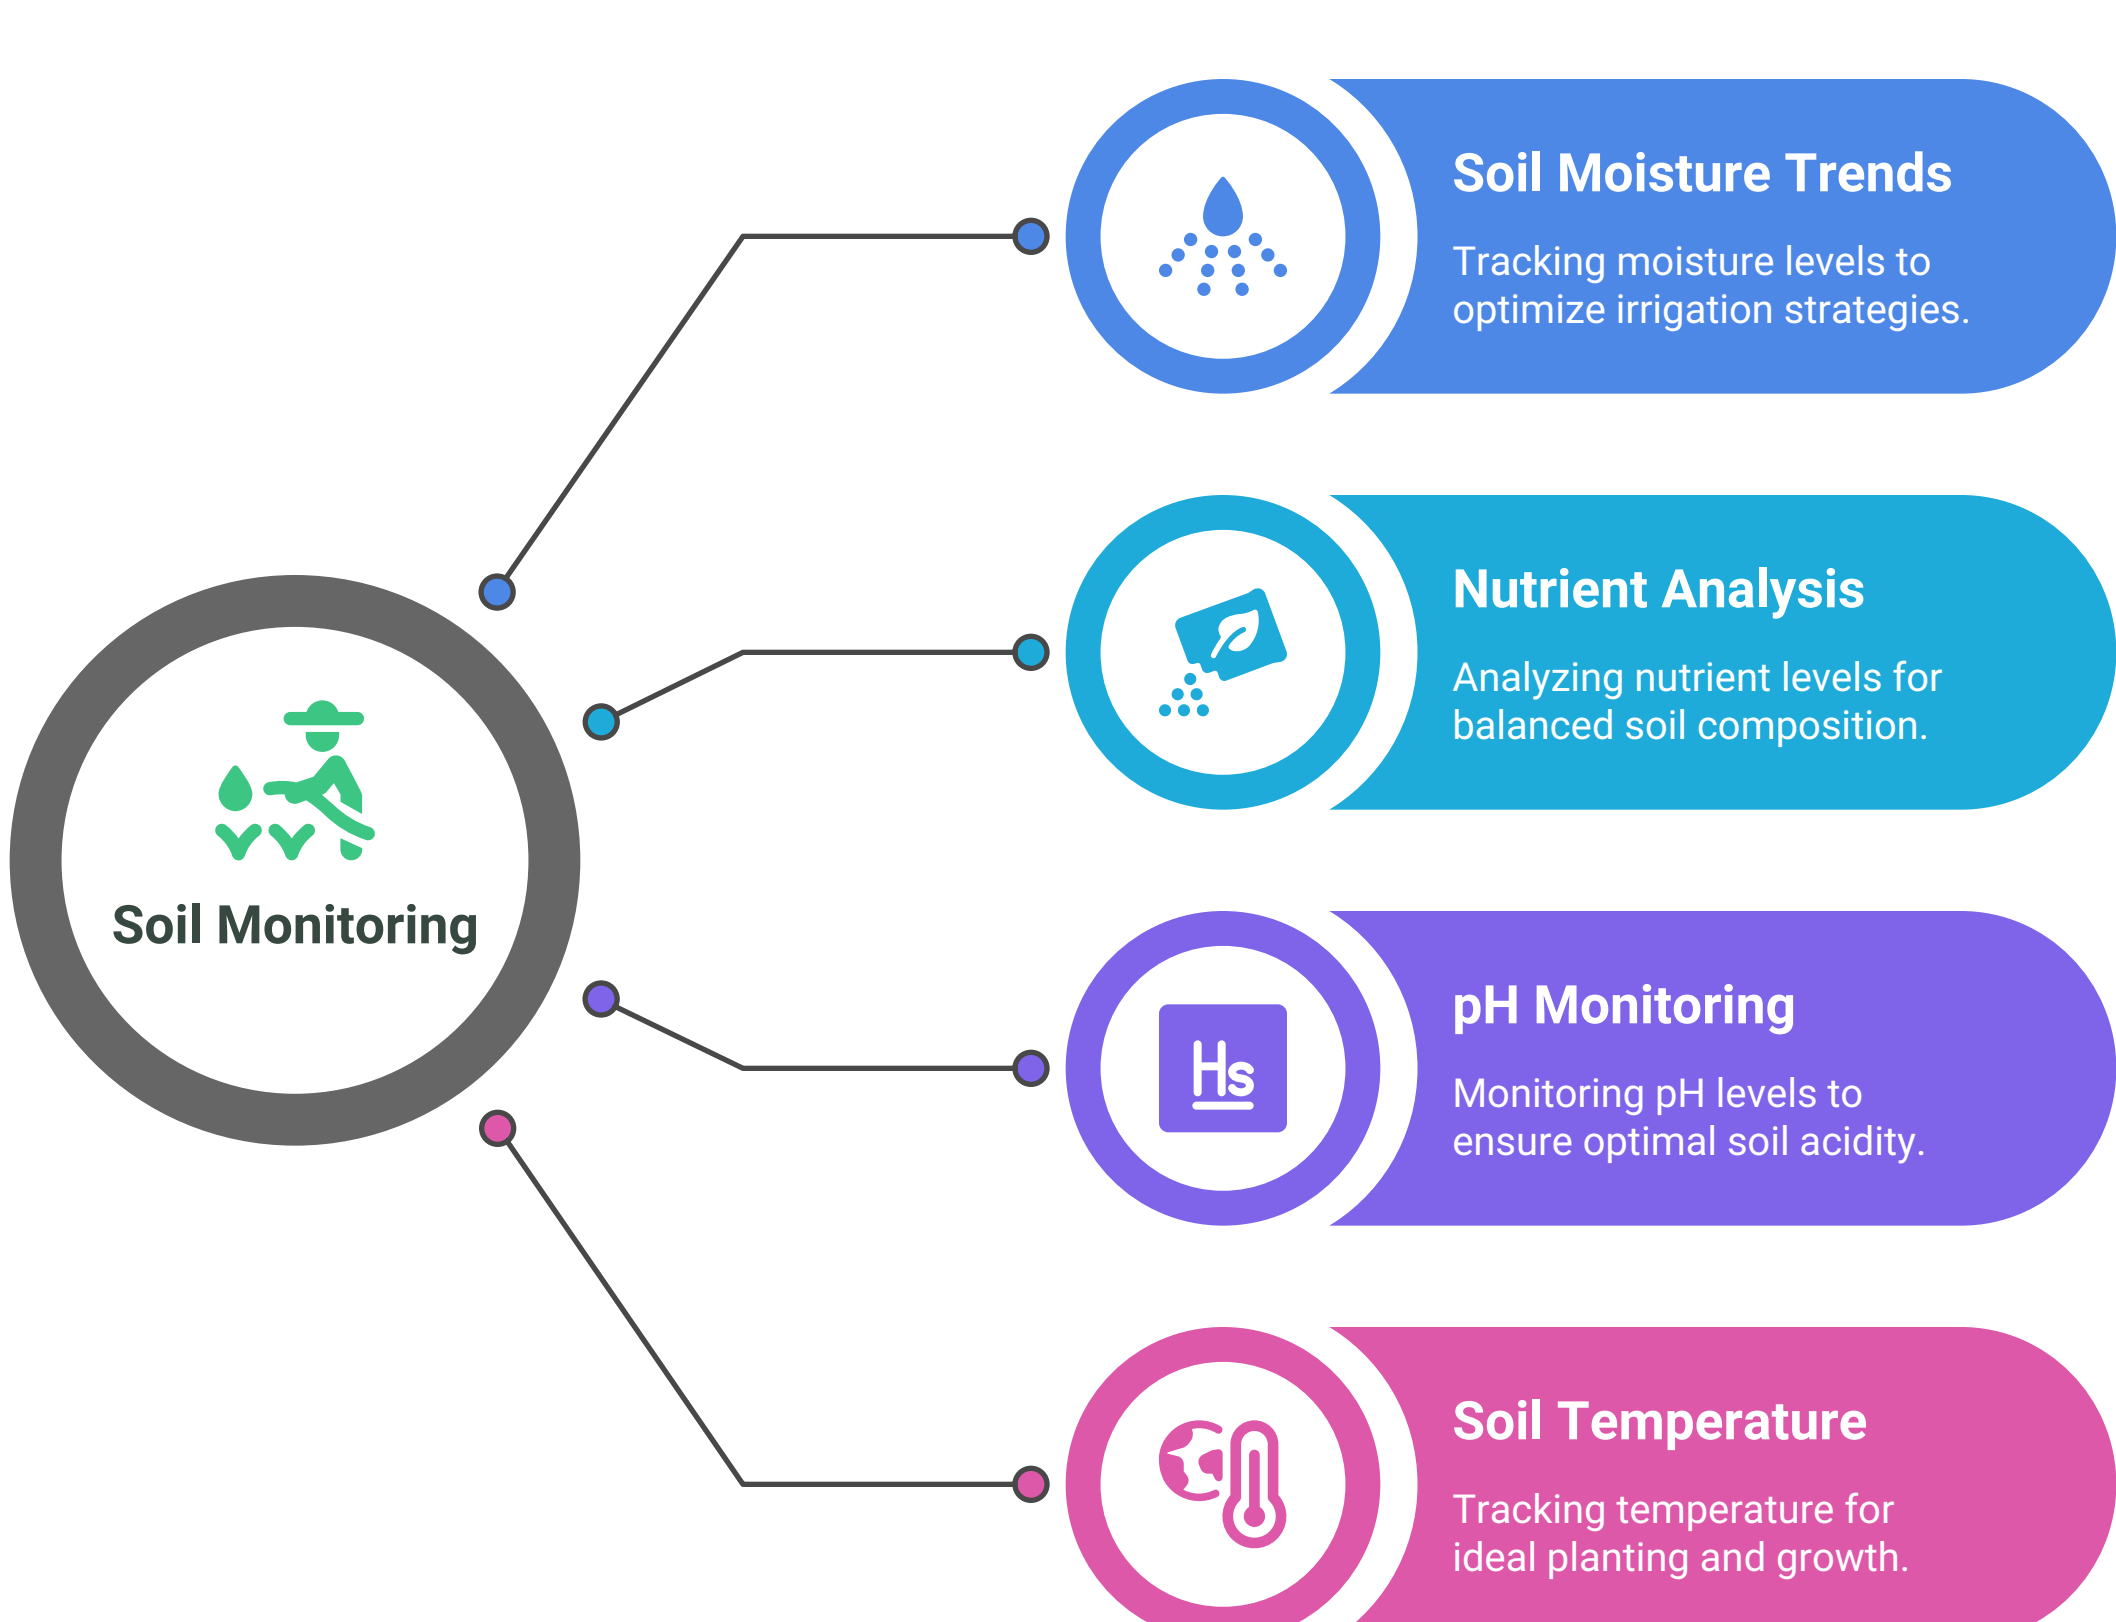 Soil Monitoring
Soil Moisture Trends
Tracking moisture levels to
optimize irrigation strategies.
Nutrient Analysis
Analyzing nutrient levels for
balanced soil composition.
Hs
pH Monitoring
Monitoring pH levels to
ensure optimal soil acidity.
Soil Temperature
Tracking temperature for
ideal planting and growth.